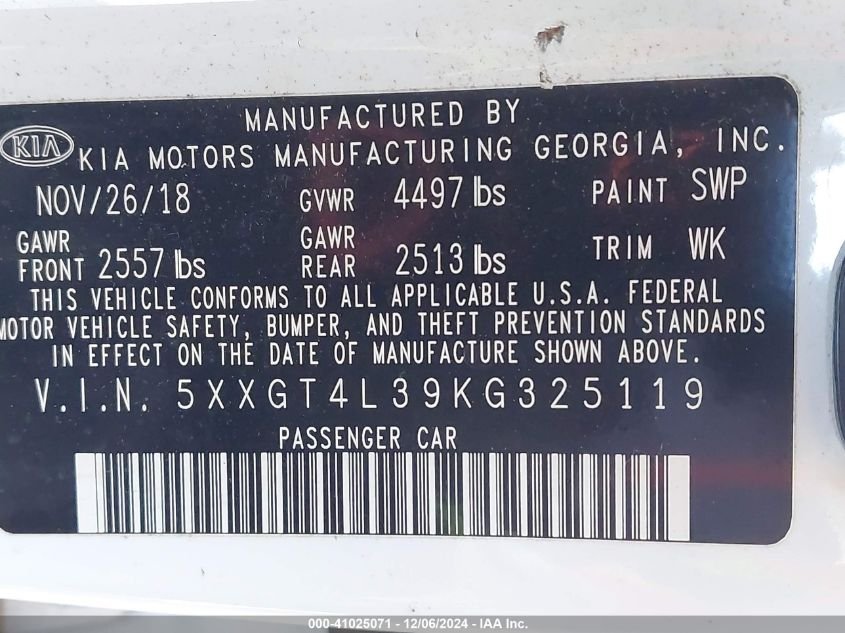 MANUFACTURED BY
KIA KIA MOTORS MANUFACTURING GEORGIA, INC.
NOV/26/18 GVWR 4497 lbs PAINT SWP
GAWR FRONT 2557 lbs GAWR REAR 2513 lbs TRIM WK
THIS VEHICLE CONFORMS TO ALL APPLICABLE U.S.A. FEDERAL
MOTOR VEHICLE SAFETY, BUMPER, AND THEFT PREVENTION STANDARDS
IN EFFECT ON THE DATE OF MANUFACTURE SHOWN ABOVE.
V.I.N. 5XXGT4L39KG325119
PASSENGER CAR
000-41025071 - 12/06/2024 - IAA Inc.